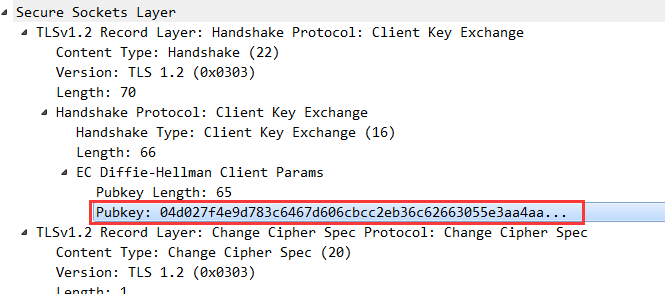 Secure Sockets Layer
TLSv1.2 Record Layer: Handshake Protocol: Client Key Exchange
Content Type: Handshake (22)
Version: TLS 1.2 (0x0303)
Length: 70
Handshake Protocol: Client Key Exchange
Handshake Type: Client Key Exchange (16)
Length: 66
EC Diffie-Hellman Client Params
Pubkey Length: 65
Pubkey: 04d027f4e9d783c6467d606cbcc2eb36c62663055e3aa4aa...
TLSv1.2 Record Layer: Change Cipher Spec Protocol: Change Cipher Spec
Content Type: Change Cipher Spec (20)
Version: TLS 1.2 (0x0303)
Length: 1